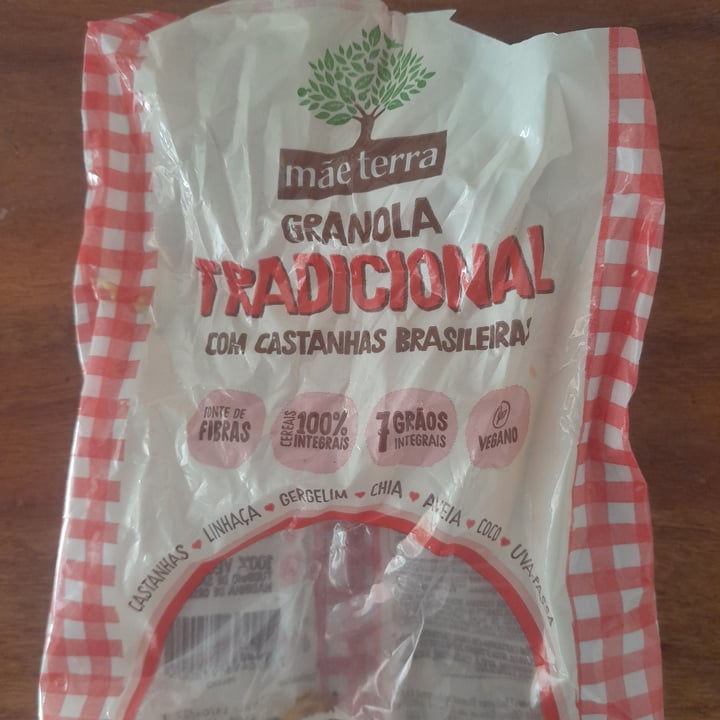 mãe terra
GRANOLA
TRADICIONAL
COM CASTANHAS BRASILEIRAS
FONTE DE
FIBRAS
CEREAIS 100%
INTEGRAIS
7 GRÃOS
INTEGRAIS
VEGANO
CASTANHAS ♥ LINHAÇA ♥ GERGELIM ♥ CHIA ♥ AVEIA ♥ COCO ♥ UVA-PASSA